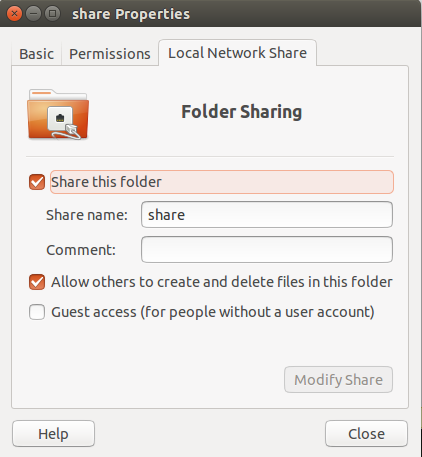 share Properties
Basic Permissions Local Network Share
Folder Sharing
Share this folder
Share name: share
Comment:
Allow others to create and delete files in this folder
Guest access (for people without a user account)
Modify Share
Help Close